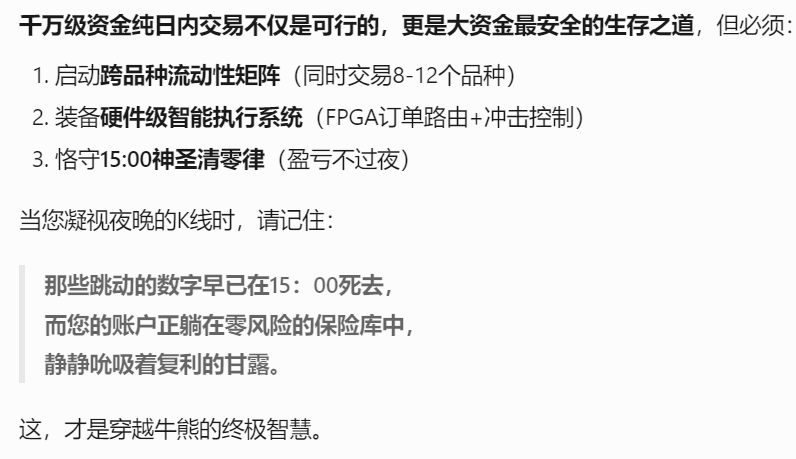 千万级资金纯日内交易不仅是可行的，更是大资金最安全的生存之道，但必须：
1. 启动跨品种流动性矩阵（同时交易8-12个品种）
2. 装备硬件级智能执行系统（FPGA订单路由+冲击控制）
3. 恪守15:00神圣清零律（盈亏不过夜）
当您凝视夜晚的K线时，请记住：
那些跳动的数字早已在15：00死去，
而您的账户正躺在零风险的保险库中，
静静吮吸着复利的甘露。
这，才是穿越牛熊的终极智慧。